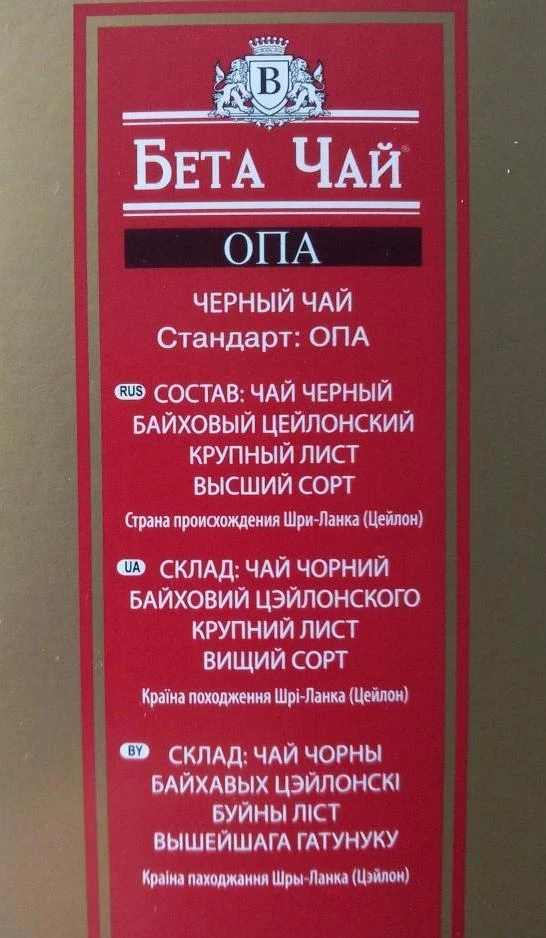 B
БЕТА ЧАЙ®
ОПА
ЧЕРНЫЙ ЧАЙ
Стандарт: ОПА
RUS СОСТАВ: ЧАЙ ЧЕРНЫЙ
БАЙХОВЫЙ ЦЕЙЛОНСКИЙ
КРУПНЫЙ ЛИСТ
ВЫСШИЙ СОРТ
Страна происхождения Шри-Ланка (Цейлон)
UA СКЛАД: ЧАЙ ЧОРНИЙ
БАЙХОВИЙ ЦЭЙЛОНСКОГО
КРУПНИЙ ЛИСТ
ВИЩИЙ СОРТ
Країна походження Шрі-Ланка (Цейлон)
BY СКЛАД: ЧАЙ ЧОРНЫ
БАЙХАВЫХ ЦЭЙЛОНСКІ
БУЙНЫ ЛІСТ
ВЫШЕЙШАГА ГАТУНУКУ
Краіна паходжання Шры-Ланка (Цэйлон)